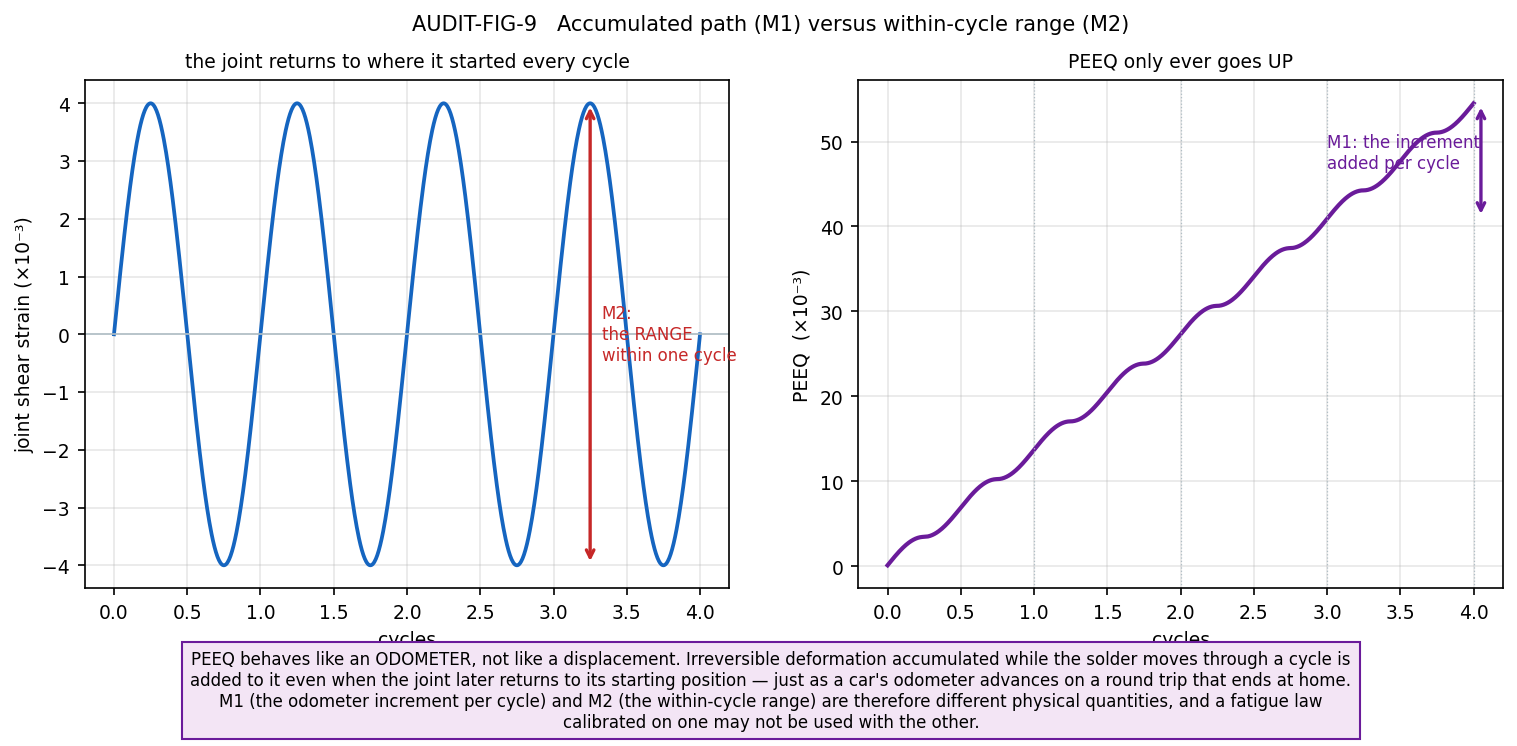 AUDIT-FIG-9   Accumulated path (M1) versus within-cycle range (M2)
the joint returns to where it started every cycle
joint shear strain (×10⁻³)
4
3
2
1
0
−1
−2
−3
−4
M2:
the RANGE
within one cycle
0.0 0.5 1.0 1.5 2.0 2.5 3.0 3.5 4.0
cycles
PEEQ only ever goes UP
PEEQ  (×10⁻³)
50
40
30
20
10
0
M1: the increment
added per cycle
0.0 0.5 1.0 1.5 2.0 2.5 3.0 3.5 4.0
cycles
PEEQ behaves like an ODOMETER, not like a displacement. Irreversible deformation accumulated while the solder moves through a cycle is
added to it even when the joint later returns to its starting position — just as a car's odometer advances on a round trip that ends at home.
M1 (the odometer increment per cycle) and M2 (the within-cycle range) are therefore different physical quantities, and a fatigue law
calibrated on one may not be used with the other.